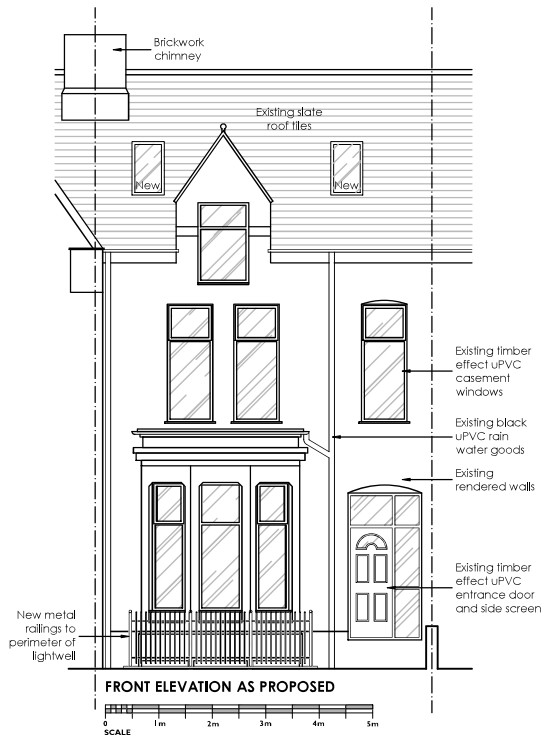 Brickwork
chimney
Existing slate
roof tiles
New
New
Existing timber
effect uPVC
casement
windows
Existing black
uPVC rain
water goods
Existing
rendered walls
Existing timber
effect uPVC
entrance door
and side screen
New metal
railings to
perimeter of
lightwell
FRONT ELEVATION AS PROPOSED
0 1m 2m 3m 4m 5m
SCALE